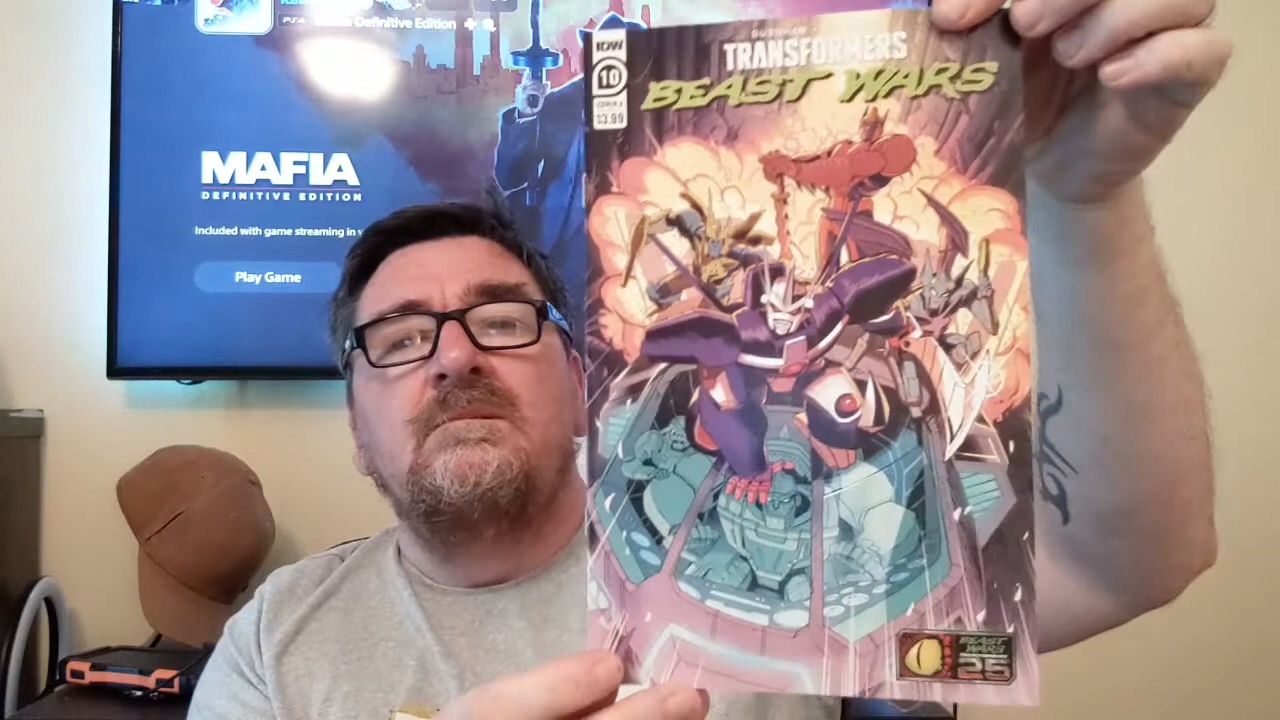 PS4
Definitive Edition
MAFIA
DEFINITIVE EDITION
Included with game streaming in
Play Game
IDW
10
COVER A
$3.99
TRANSFORMERS
BEAST WARS
BEAST
WARS
25